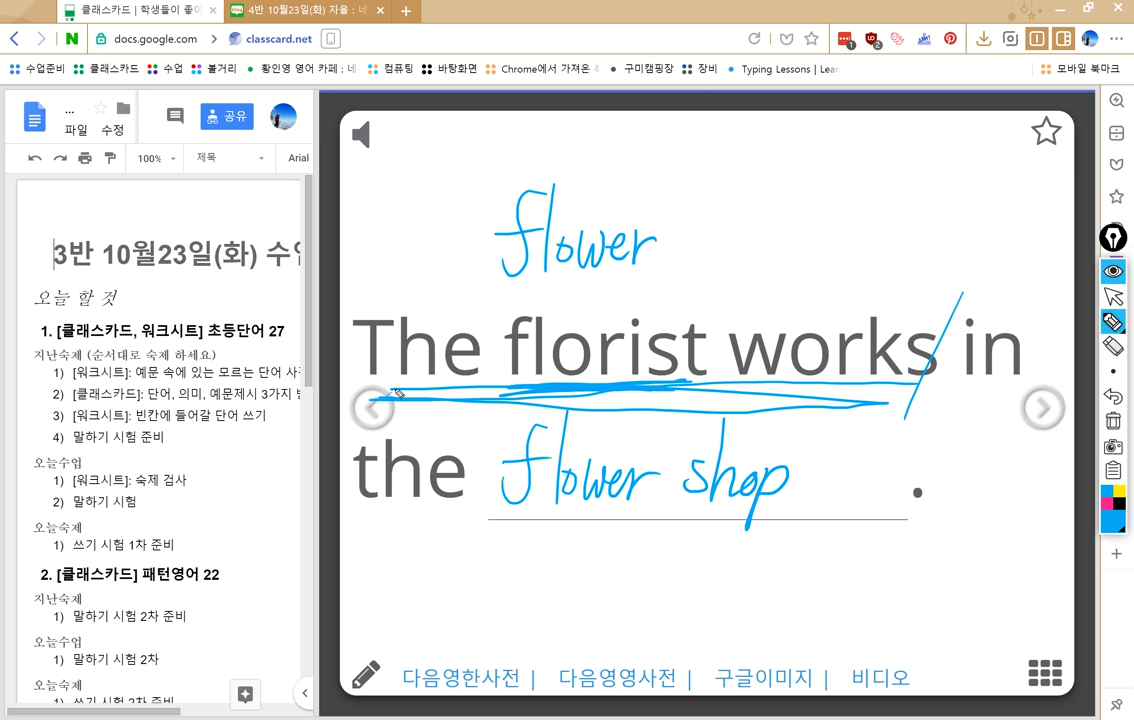 클래스카드 | 학생들이 좋아
4반 10월23일(화) 자율 : 네
docs.google.com > classcard.net
수업준비 클래스카드 수업 볼거리 황인영 영어 카페 : 네 컴퓨팅 바탕화면 Chrome에서 가져온 구미캠핑장 장비 Typing Lessons | Lear 모바일 북마크
...
파일 수정
공유
100% 제목 Arial
3반 10월23일(화) 수업
오늘 할 것
1. [클래스카드, 워크시트] 초등단어 27
지난숙제 (순서대로 숙제 하세요)
1) [워크시트]: 예문 속에 있는 모르는 단어
2) [클래스카드]: 단어, 의미, 예문제시 3가지
3) [워크시트]: 빈칸에 들어갈 단어 쓰기
4) 말하기 시험 준비
오늘수업
1) [워크시트]: 숙제 검사
2) 말하기 시험
오늘숙제
1) 쓰기 시험 1차 준비
2. [클래스카드] 패턴영어 22
지난숙제
1) 말하기 시험 2차 준비
오늘수업
1) 말하기 시험 2차
오늘숙제
1) 쓰기 시험 2차 준비
flower
The florist works / in
the flower shop .
다음영한사전 | 다음영영사전 | 구글이미지 | 비디오